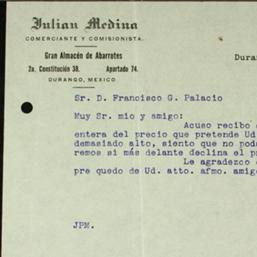 Julian Medina
COMERCIANTE Y COMISIONISTA.
Gran Almacén de Abarrotes
2a. Constitución 38. Apartado 74.
DURANGO, MEXICO
Duran
Sr. D. Francisco G. Palacio
Muy Sr. mio y amigo:
Acuso recibo d
entera del precio que pretende Ud
demasiado alto, siento que no pod
remos si más delante declina el p
Le agradezco
pre quedo de Ud. atto. afmo. amig
JPM.